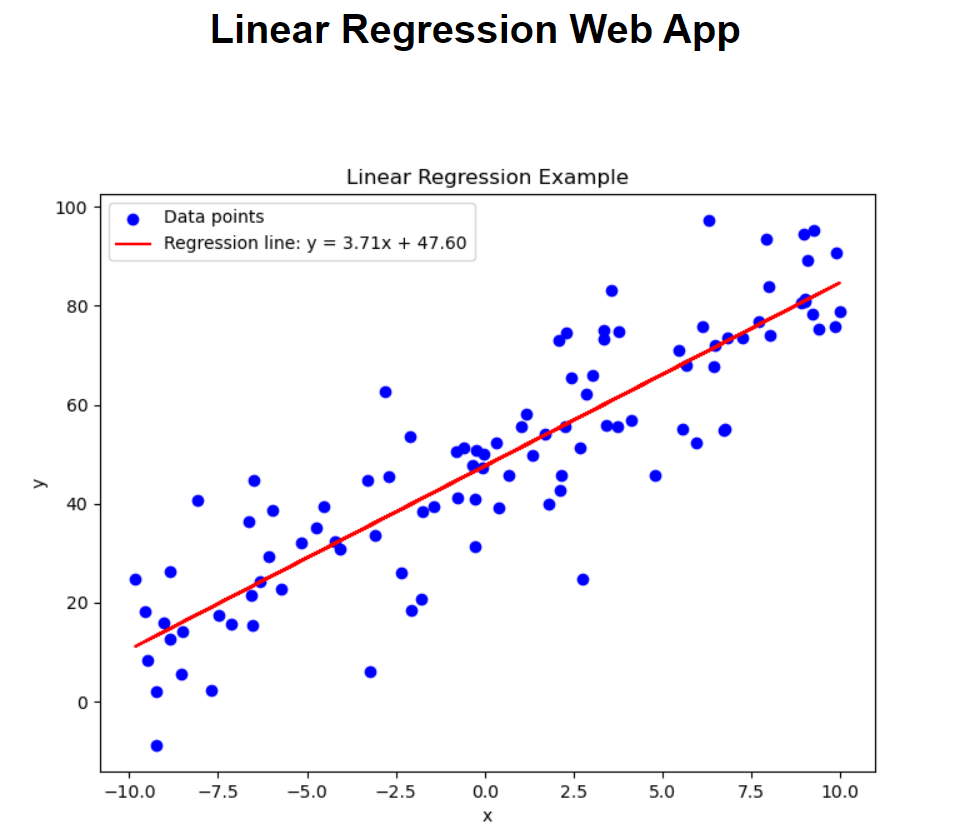 Linear Regression Web App
Linear Regression Example
Data points
Regression line: y = 3.71x + 47.60
100
80
60
40
20
0
y
−10.0 −7.5 −5.0 −2.5 0.0 2.5 5.0 7.5 10.0
x